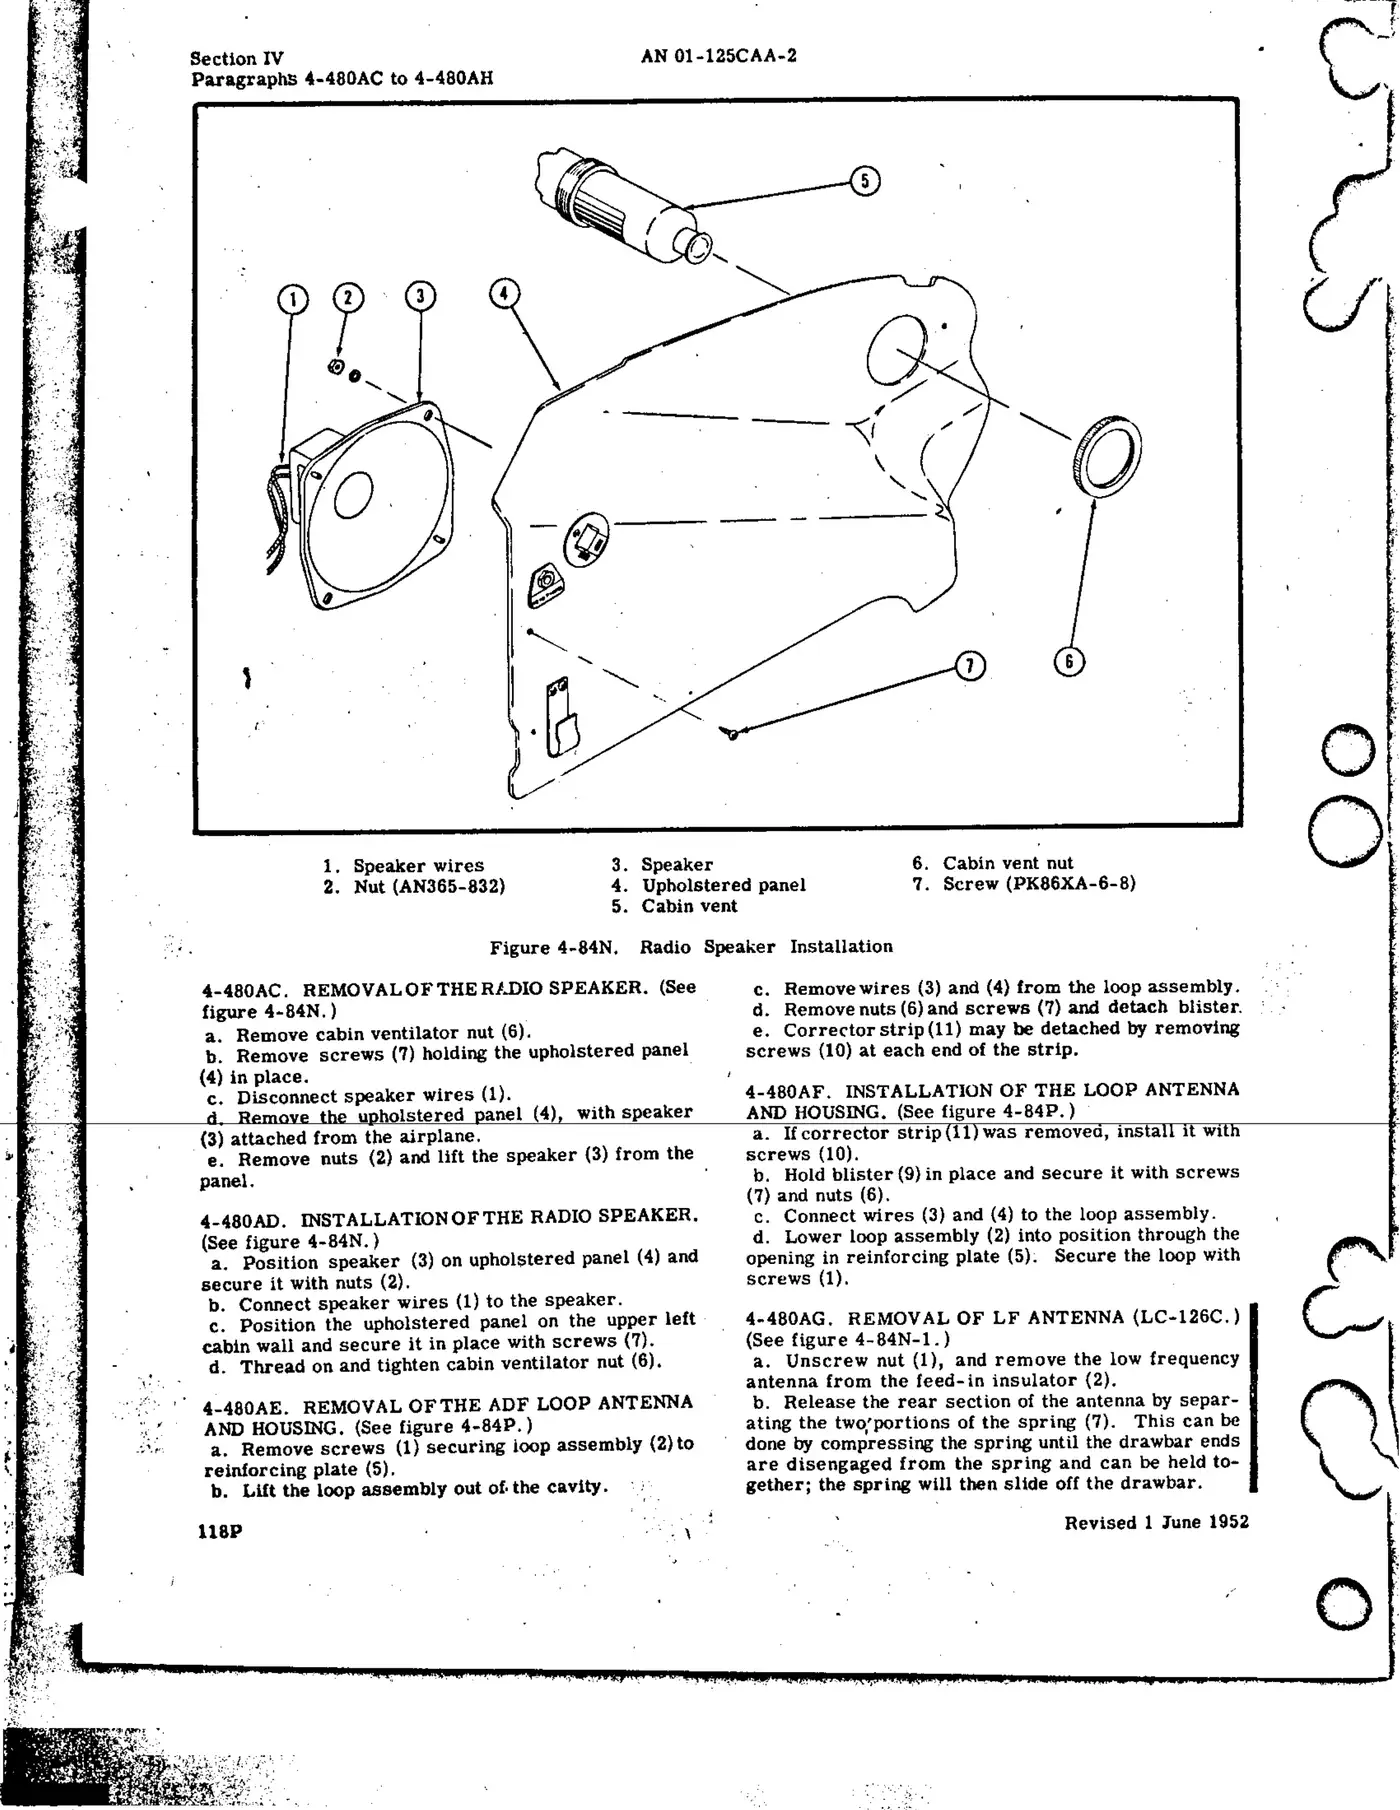 Section IV
AN 01-125CAA-2
Paragraphs 4-480AC to 4-480AH
5
1
2
3
4
6
7
1. Speaker wires
2. Nut (AN365-832)
3. Speaker
4. Upholstered panel
5. Cabin vent
6. Cabin vent nut
7. Screw (PK86XA-6-8)
Figure 4-84N. Radio Speaker Installation
4-480AC. REMOVAL OF THE RADIO SPEAKER. (See
figure 4-84N.)
a. Remove cabin ventilator nut (6).
b. Remove screws (7) holding the upholstered panel
(4) in place.
c. Disconnect speaker wires (1).
d. Remove the upholstered panel (4), with speaker
(3) attached from the airplane.
e. Remove nuts (2) and lift the speaker (3) from the
panel.
4-480AD. INSTALLATION OF THE RADIO SPEAKER.
(See figure 4-84N.)
a. Position speaker (3) on upholstered panel (4) and
secure it with nuts (2).
b. Connect speaker wires (1) to the speaker.
c. Position the upholstered panel on the upper left
cabin wall and secure it in place with screws (7).
d. Thread on and tighten cabin ventilator nut (6).
4-480AE. REMOVAL OF THE ADF LOOP ANTENNA
AND HOUSING. (See figure 4-84P.)
a. Remove screws (1) securing loop assembly (2) to
reinforcing plate (5).
b. Lift the loop assembly out of the cavity.
c. Remove wires (3) and (4) from the loop assembly.
d. Remove nuts (6) and screws (7) and detach blister.
e. Corrector strip (11) may be detached by removing
screws (10) at each end of the strip.
4-480AF. INSTALLATION OF THE LOOP ANTENNA
AND HOUSING. (See figure 4-84P.)
a. If corrector strip (11) was removed, install it with
screws (10).
b. Hold blister (9) in place and secure it with screws
(7) and nuts (6).
c. Connect wires (3) and (4) to the loop assembly.
d. Lower loop assembly (2) into position through the
opening in reinforcing plate (5). Secure the loop with
screws (1).
4-480AG. REMOVAL OF LF ANTENNA (LC-126C.)
(See figure 4-84N-1.)
a. Unscrew nut (1), and remove the low frequency
antenna from the feed-in insulator (2).
b. Release the rear section of the antenna by separ-
ating the two portions of the spring (7). This can be
done by compressing the spring until the drawbar ends
are disengaged from the spring and can be held to-
gether; the spring will then slide off the drawbar.
118P
Revised 1 June 1952